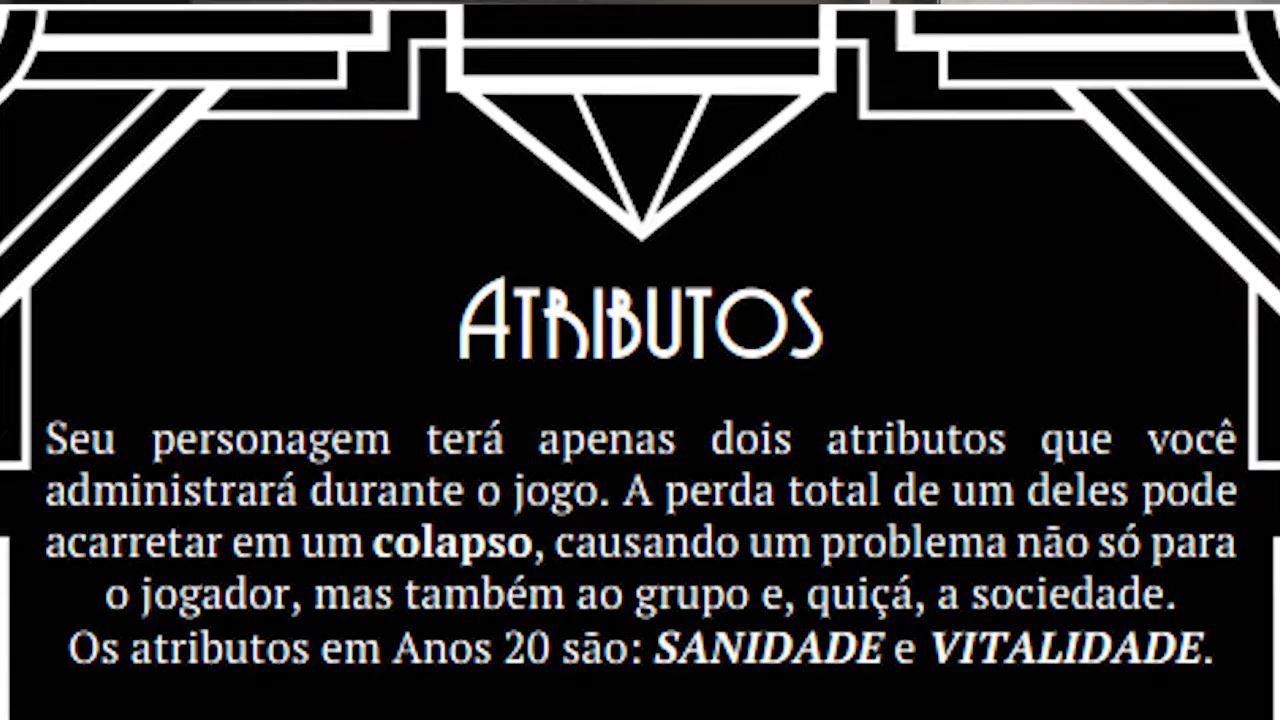 Atributos
Seu personagem terá apenas dois atributos que você
administrará durante o jogo. A perda total de um deles pode
acarretar em um colapso, causando um problema não só para
o jogador, mas também ao grupo e, quiçá, a sociedade.
Os atributos em Anos 20 são: SANIDADE e VITALIDADE.